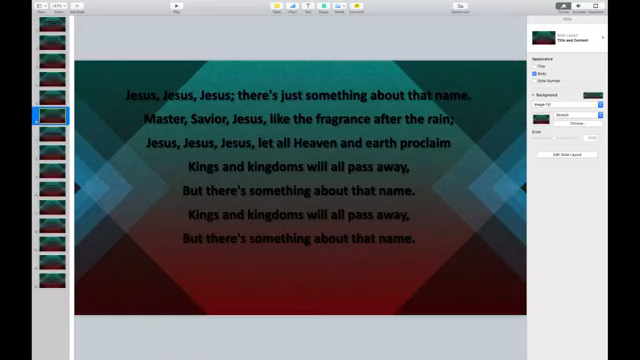 Jesus, Jesus, Jesus; there's just something about that name.
Master, Savior, Jesus, like the fragrance after the rain;
Jesus, Jesus, Jesus, let all Heaven and earth proclaim
Kings and kingdoms will all pass away,
But there's something about that name.
Kings and kingdoms will all pass away,
But there's something about that name.
Slide Layout
Title and Content
Appearance
Title
Body
Slide Number
Background
Image Fill
Stretch
Choose...
Scale
Edit Slide Layout